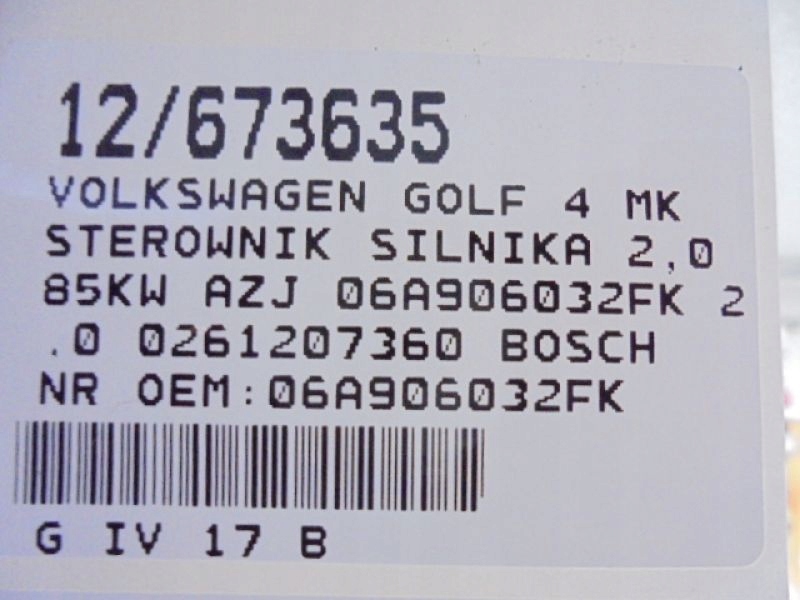 12/673635
VOLKSWAGEN GOLF 4 MK
STEROWNIK SILNIKA 2,0
85KW AZJ 06A906032FK 2
.0 0261207360 BOSCH
NR OEM:06A906032FK
G IV 17 B